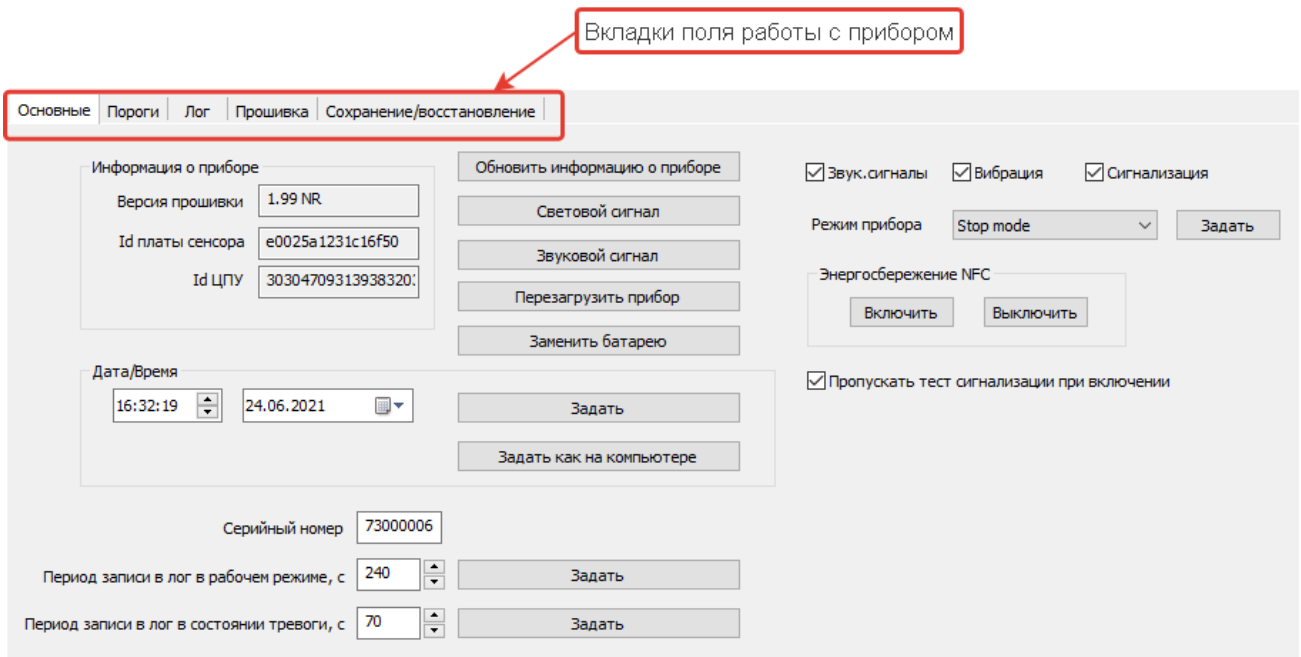 Вкладки поля работы с прибором
Основные Пороги Лог Прошивка Сохранение/восстановление
Информация о приборе
Версия прошивки 1.99 NR
Id платы сенсора e0025a1231c16f50
Id ЦПУ
Обновить информацию о приборе
Световой сигнал
Звуковой сигнал
Перезагрузить прибор
Заменить батарею
Звук.сигналы Вибрация Сигнализация
Режим прибора Stop mode Задать
Энергосбережение NFC
Включить Выключить
Пропускать тест сигнализации при включении
Дата/Время
16:32:19 24.06.2021 Задать
Задать как на компьютере
Серийный номер 73000006
Период записи в лог в рабочем режиме, с 240 Задать
Период записи в лог в состоянии тревоги, с 70 Задать